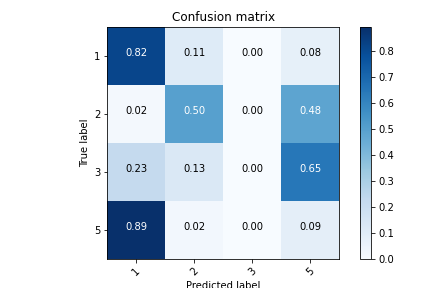 Confusion matrix
1 0.82 0.11 0.00 0.08
2 0.02 0.50 0.00 0.48
3 0.23 0.13 0.00 0.65
5 0.89 0.02 0.00 0.09
1 2 3 5
True label
Predicted label
0.8
0.7
0.6
0.5
0.4
0.3
0.2
0.1
0.0